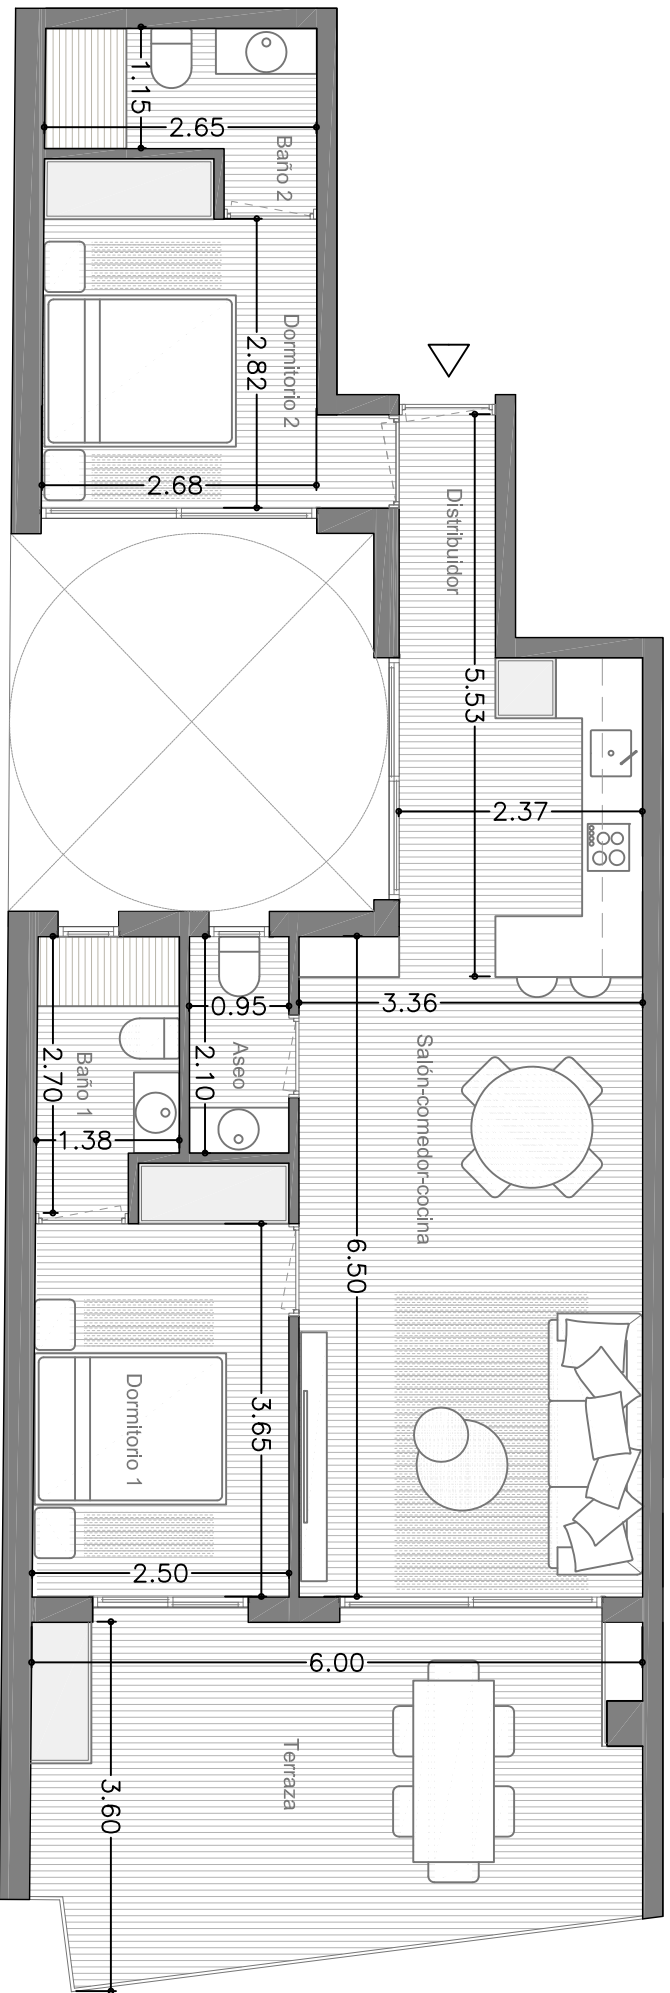 1.15
2.65
Baño 2
Dormitorio 2
2.82
2.68
Distribuidor
5.53
2.37
3.36
0.95
2.70
Baño 1
2.10
Aseo
1.38
Salón-comedor-cocina
6.50
Dormitorio 1
3.65
2.50
6.00
Terraza
3.60